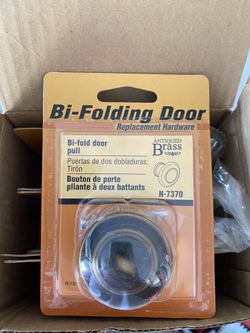 Bi-Folding Door
Replacement Hardware
Bi-fold door
pull
Puertas de dos dobladuras:
Tirón
Bouton de porte
pliante à deux battants
ANTIQUED
Brass
N-7370